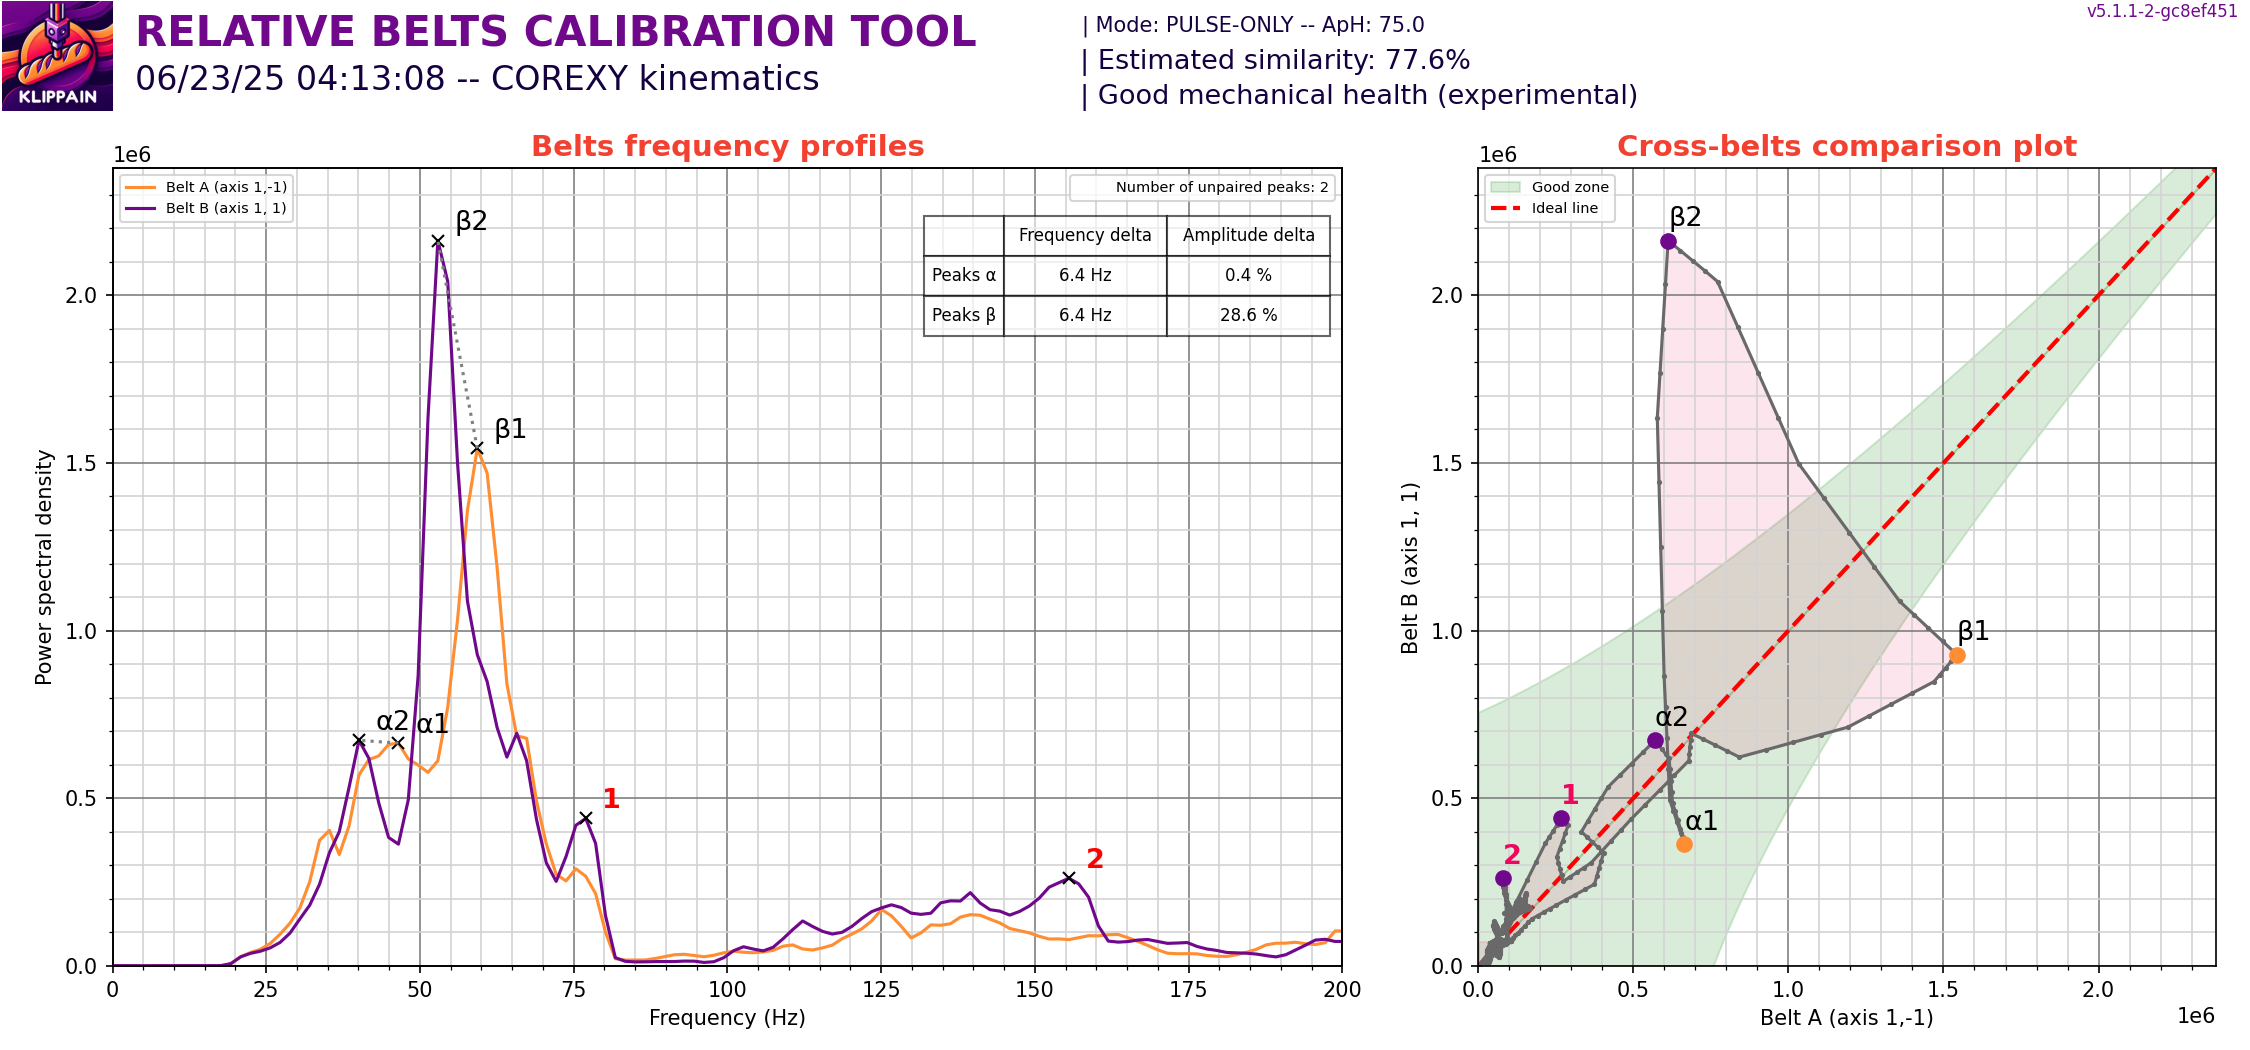 KLIPPAIN
RELATIVE BELTS CALIBRATION TOOL
06/23/25 04:13:08 -- COREXY kinematics
| Mode: PULSE-ONLY -- ApH: 75.0
| Estimated similarity: 77.6%
| Good mechanical health (experimental)
v5.1.1-2-gc8ef451
Belts frequency profiles
1e6
Belt A (axis 1,-1)
Belt B (axis 1, 1)
Number of unpaired peaks: 2
Frequency delta Amplitude delta
Peaks α 6.4 Hz 0.4 %
Peaks β 6.4 Hz 28.6 %
β2
β1
α2 α1
1
2
2.0
1.5
1.0
0.5
0.0
Power spectral density
0 25 50 75 100 125 150 175 200
Frequency (Hz)
Cross-belts comparison plot
1e6
Good zone
Ideal line
β2
β1
α2
α1
1
2
2.0
1.5
1.0
0.5
0.0
Belt B (axis 1, 1)
0.0 0.5 1.0 1.5 2.0
Belt A (axis 1,-1)
1e6